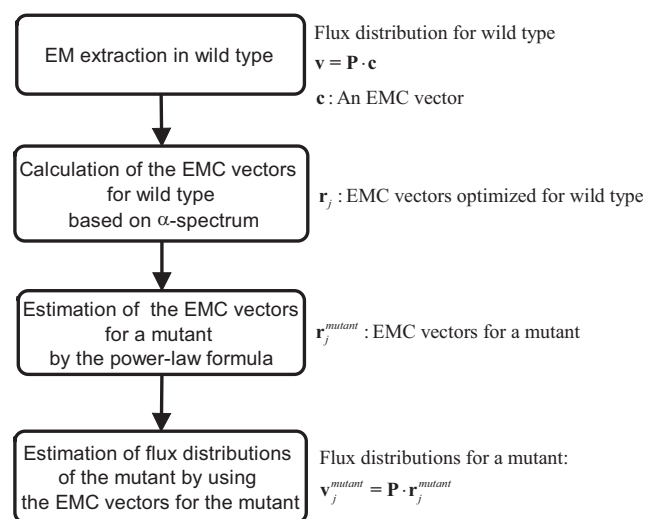 EM extraction in wild type
Flux distribution for wild type
v = P · c
c : An EMC vector
Calculation of the EMC vectors
for wild type
based on α-spectrum
r_j : EMC vectors optimized for wild type
Estimation of the EMC vectors
for a mutant
by the power-law formula
r_j^mutant : EMC vectors for a mutant
Estimation of flux distributions
of the mutant by using
the EMC vectors for the mutant
Flux distributions for a mutant:
v_j^mutant = P · r_j^mutant